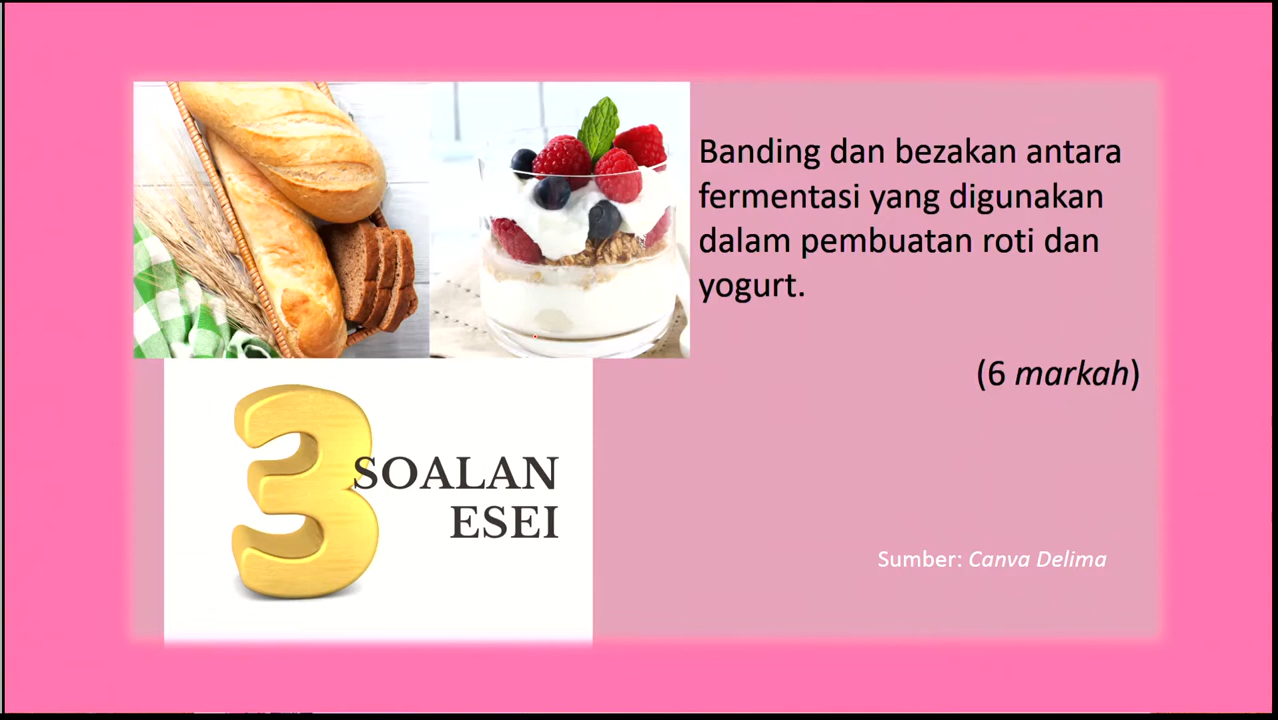 Banding dan bezakan antara
fermentasi yang digunakan
dalam pembuatan roti dan
yogurt.
(6 markah)
3
SOALAN
ESEI
Sumber: Canva Delima